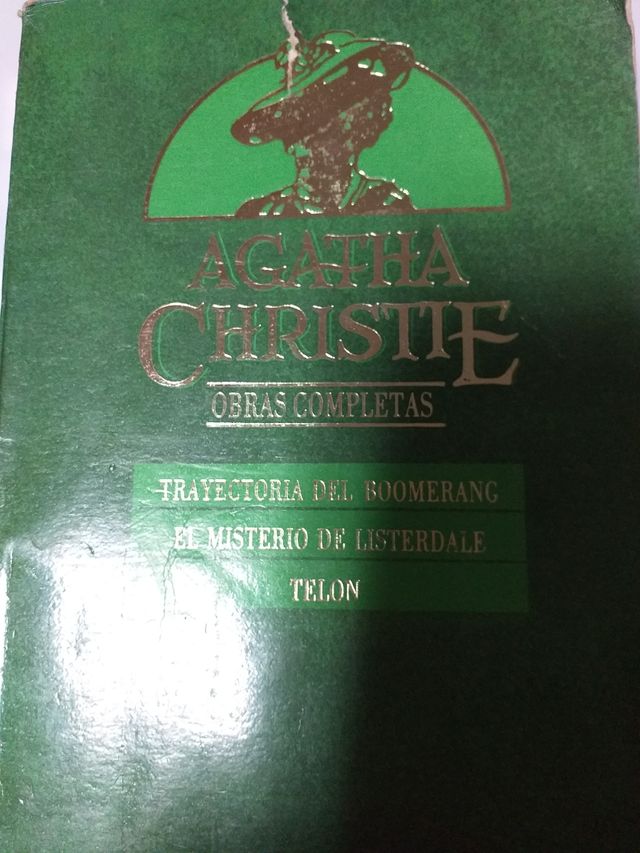 AGATHA
CHRISTIE
OBRAS COMPLETAS
TRAYECTORIA DEL BOOMERANG
EL MISTERIO DE LISTERDALE
TELON